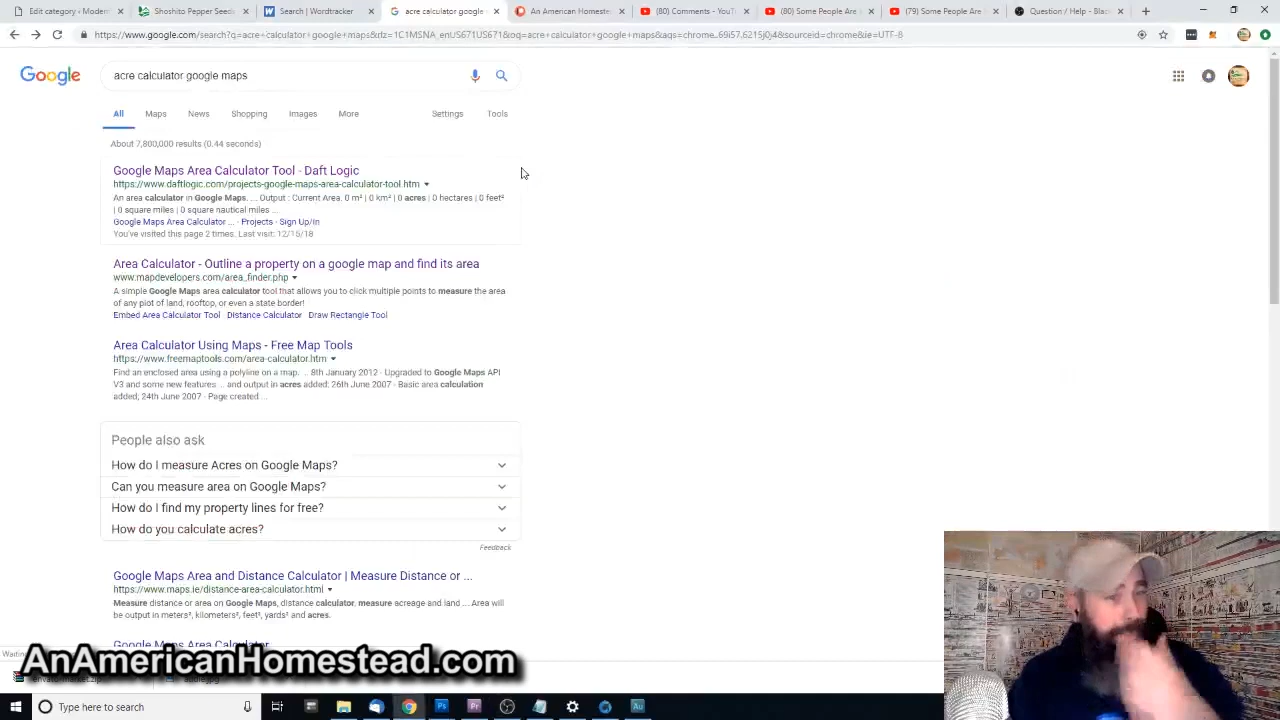 Edit category ‹ Modern
Shoshito Pepper Seeds
Search | Wordtracker
acre calculator google
An American Homest
(80) Comments - YouT
(80) Some People Are
(79) Some People Are
Question / Help - Blac
https://www.google.com/search?q=acre+calculator+google+maps&rlz=1C1MSNA_enUS671US671&oq=acre+calculator+google+maps&aqs=chrome..69i57.6215j0j4&sourceid=chrome&ie=UTF-8
Google
acre calculator google maps
All Maps News Shopping Images More Settings Tools
About 7,800,000 results (0.44 seconds)
Google Maps Area Calculator Tool - Daft Logic
https://www.daftlogic.com/projects-google-maps-area-calculator-tool.htm
An area calculator in Google Maps. ... Output : Current Area. 0 m² | 0 km² | 0 acres | 0 hectares | 0 feet²
| 0 square miles | 0 square nautical miles ...
Google Maps Area Calculator ... · Projects · Sign Up/In
You've visited this page 2 times. Last visit: 12/15/18
Area Calculator - Outline a property on a google map and find its area
www.mapdevelopers.com/area_finder.php
A simple Google Maps area calculator tool that allows you to click multiple points to measure the area
of any plot of land, rooftop, or even a state border!
Embed Area Calculator Tool · Distance Calculator · Draw Rectangle Tool
Area Calculator Using Maps - Free Map Tools
https://www.freemaptools.com/area-calculator.htm
Find an enclosed area using a polyline on a map. ... 8th January 2012 - Upgraded to Google Maps API
V3 and some new features ... and output in acres added; 26th June 2007 - Basic area calculation
added; 24th June 2007 - Page created ...
People also ask
How do I measure Acres on Google Maps?
Can you measure area on Google Maps?
How do I find my property lines for free?
How do you calculate acres?
Feedback
Google Maps Area and Distance Calculator | Measure Distance or ...
https://www.maps.ie/distance-area-calculator.html
Measure distance or area on Google Maps, distance calculator, measure acreage and land ... Area will
be output in meters², kilometers², feet², yards² and acres.
Google Maps Area Calculator
AnAmericanHomestead.com
Type here to search